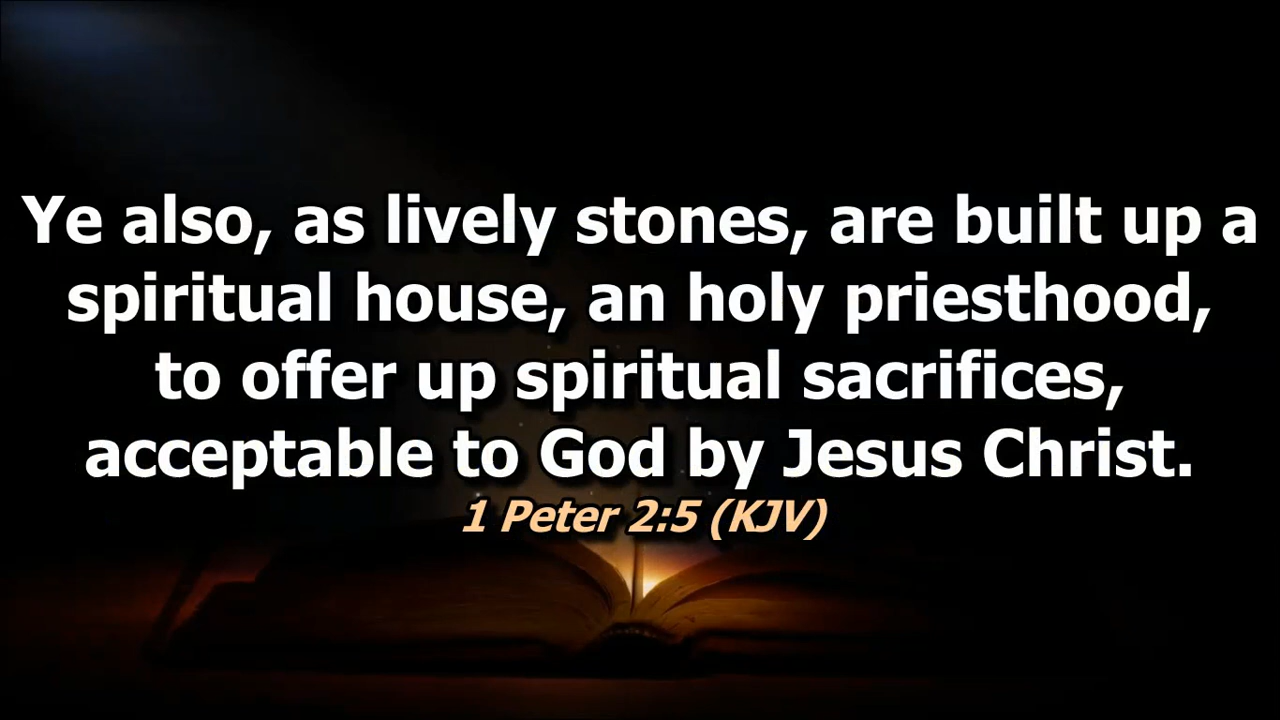 Ye also, as lively stones, are built up a
spiritual house, an holy priesthood,
to offer up spiritual sacrifices,
acceptable to God by Jesus Christ.
1 Peter 2:5 (KJV)